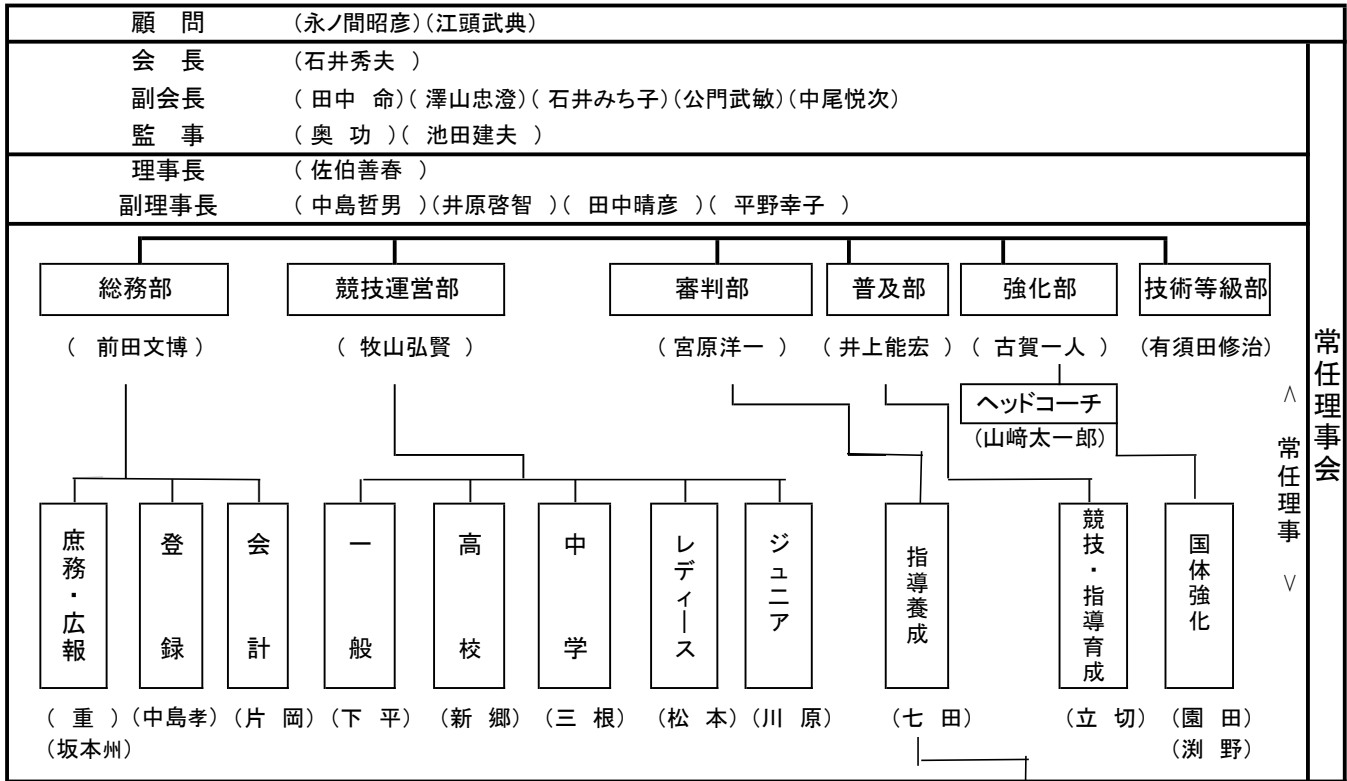 顧　問　（永ノ間昭彦）（江頭武典）
会　長　（石井秀夫　）
副会長　（ 田中　命）（ 澤山忠澄）（ 石井みち子）（公門武敏）（中尾悦次）
監　事　（ 奥　功　）（　池田建夫　）
理事長　（ 佐伯善春　）
副理事長　（ 中島哲男　）（井原啓智　）（　田中晴彦　）（　平野幸子　）
総務部　競技運営部　審判部　普及部　強化部　技術等級部
（　前田文博 ）　（ 牧山弘賢　）　（ 宮原洋一　）　（ 井上能宏）　（ 古賀一人　）　（有須田修治）
ヘッドコーチ
（山﨑太一郎）
庶務・広報　登録　会計　一般　高校　中学　レディース　ジュニア　指導養成　競技・指導育成　国体強化
（ 重　）　（中島孝）　（片　岡）　（下　平）　（新　郷）　（三　根）　（松　本）　（川　原）　（七　田）　（立　切）　（園　田）
（坂本州）　（渕　野）
＜　常任理事　＞
常任理事会